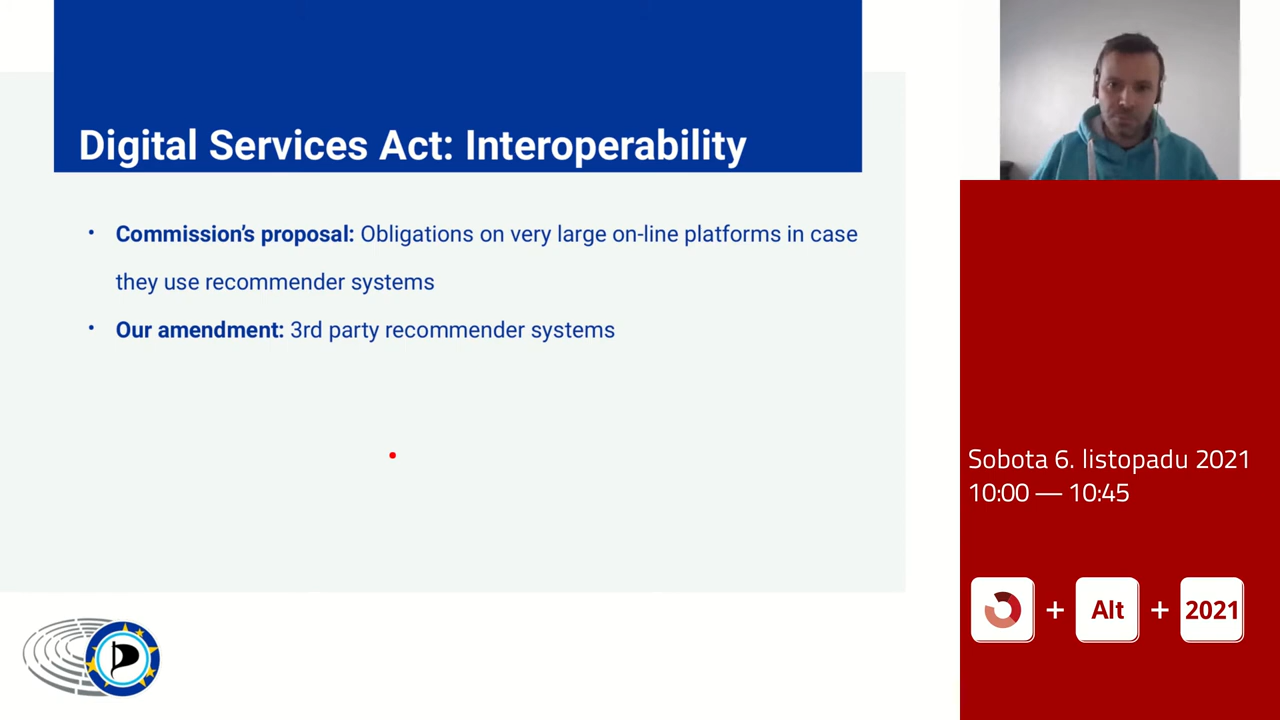 Digital Services Act: Interoperability
• Commission's proposal: Obligations on very large on-line platforms in case
they use recommender systems
• Our amendment: 3rd party recommender systems
Sobota 6. listopadu 2021
10:00 — 10:45
+ Alt + 2021